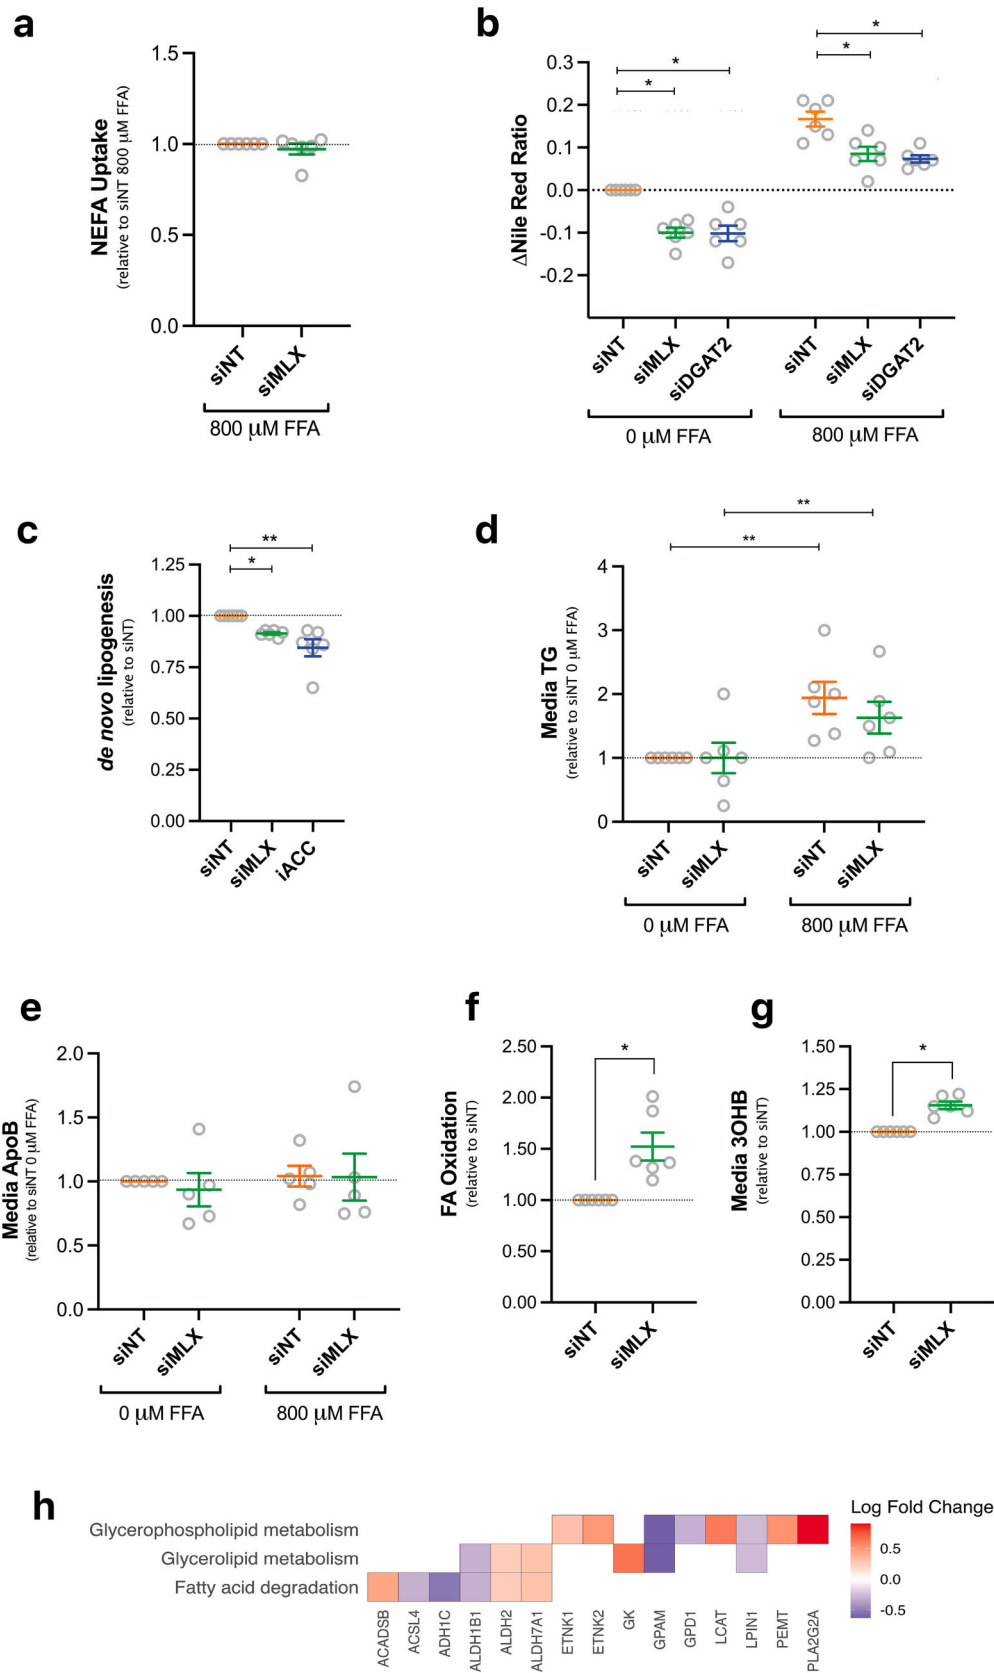 a
NEFA Uptake
(relative to siNT 800 μM FFA)
1.5
1.0
0.5
0.0
siNT
siMLX
800 μM FFA
b
ΔNile Red Ratio
0.3
0.2
0.1
0.0
-0.1
-0.2
*
*
*
*
siNT
siMLX
siDGAT2
siNT
siMLX
siDGAT2
0 μM FFA
800 μM FFA
c
de novo lipogenesis
(relative to siNT)
1.25
1.00
0.75
0.50
0.25
0.00
**
*
siNT
siMLX
iACC
d
Media TG
(relative to siNT 0 μM FFA)
4
3
2
1
0
**
**
siNT
siMLX
siNT
siMLX
0 μM FFA
800 μM FFA
e
Media ApoB
(relative to siNT 0 μM FFA)
2.0
1.5
1.0
0.5
0.0
siNT
siMLX
siNT
siMLX
0 μM FFA
800 μM FFA
f
FA Oxidation
(relative to siNT)
2.50
2.00
1.50
1.00
0.50
0.00
*
siNT
siMLX
g
Media 3OHB
(relative to siNT)
1.50
1.25
1.00
0.75
0.50
0.25
0.00
*
siNT
siMLX
h
Glycerophospholipid metabolism
Glycerolipid metabolism
Fatty acid degradation
ACADSB
ACSL4
ADH1C
ALDH1B1
ALDH2
ALDH7A1
ETNK1
ETNK2
GK
GPAM
GPD1
LCAT
LPIN1
PEMT
PLA2G2A
Log Fold Change
0.5
0.0
-0.5